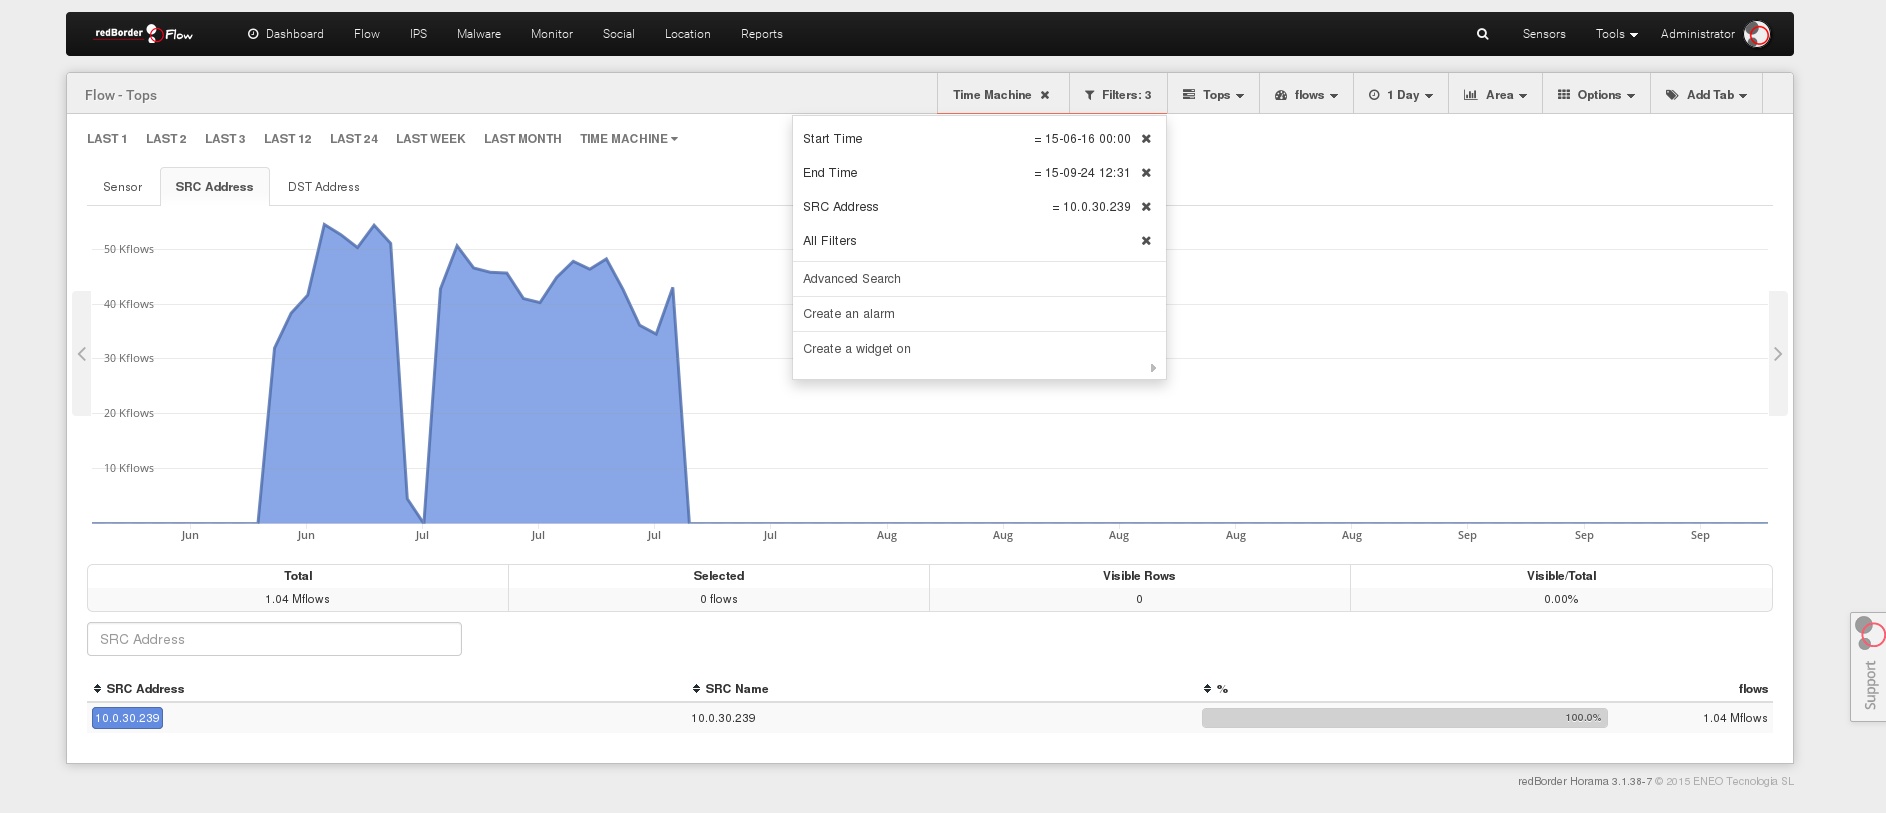 redBorder Flow Dashboard Flow IPS Malware Monitor Social Location Reports Sensors Tools Administrator
Flow - Tops Time Machine Filters: 3 Tops flows 1 Day Area Options Add Tab
LAST 1 LAST 2 LAST 3 LAST 12 LAST 24 LAST WEEK LAST MONTH TIME MACHINE
Sensor SRC Address DST Address
Start Time = 15-06-16 00:00
End Time = 15-09-24 12:31
SRC Address = 10.0.30.239
All Filters
Advanced Search
Create an alarm
Create a widget on
50 Kflows
40 Kflows
30 Kflows
20 Kflows
10 Kflows
Jun Jun Jul Jul Jul Jul Aug Aug Aug Aug Aug Sep Sep Sep
Total Selected Visible Rows Visible/Total
1.04 Mflows 0 flows 0 0.00%
SRC Address
SRC Address SRC Name % flows
10.0.30.239 10.0.30.239 100.0% 1.04 Mflows
Support
redBorder Horama 3.1.38-7 © 2015 ENEO Tecnologia SL